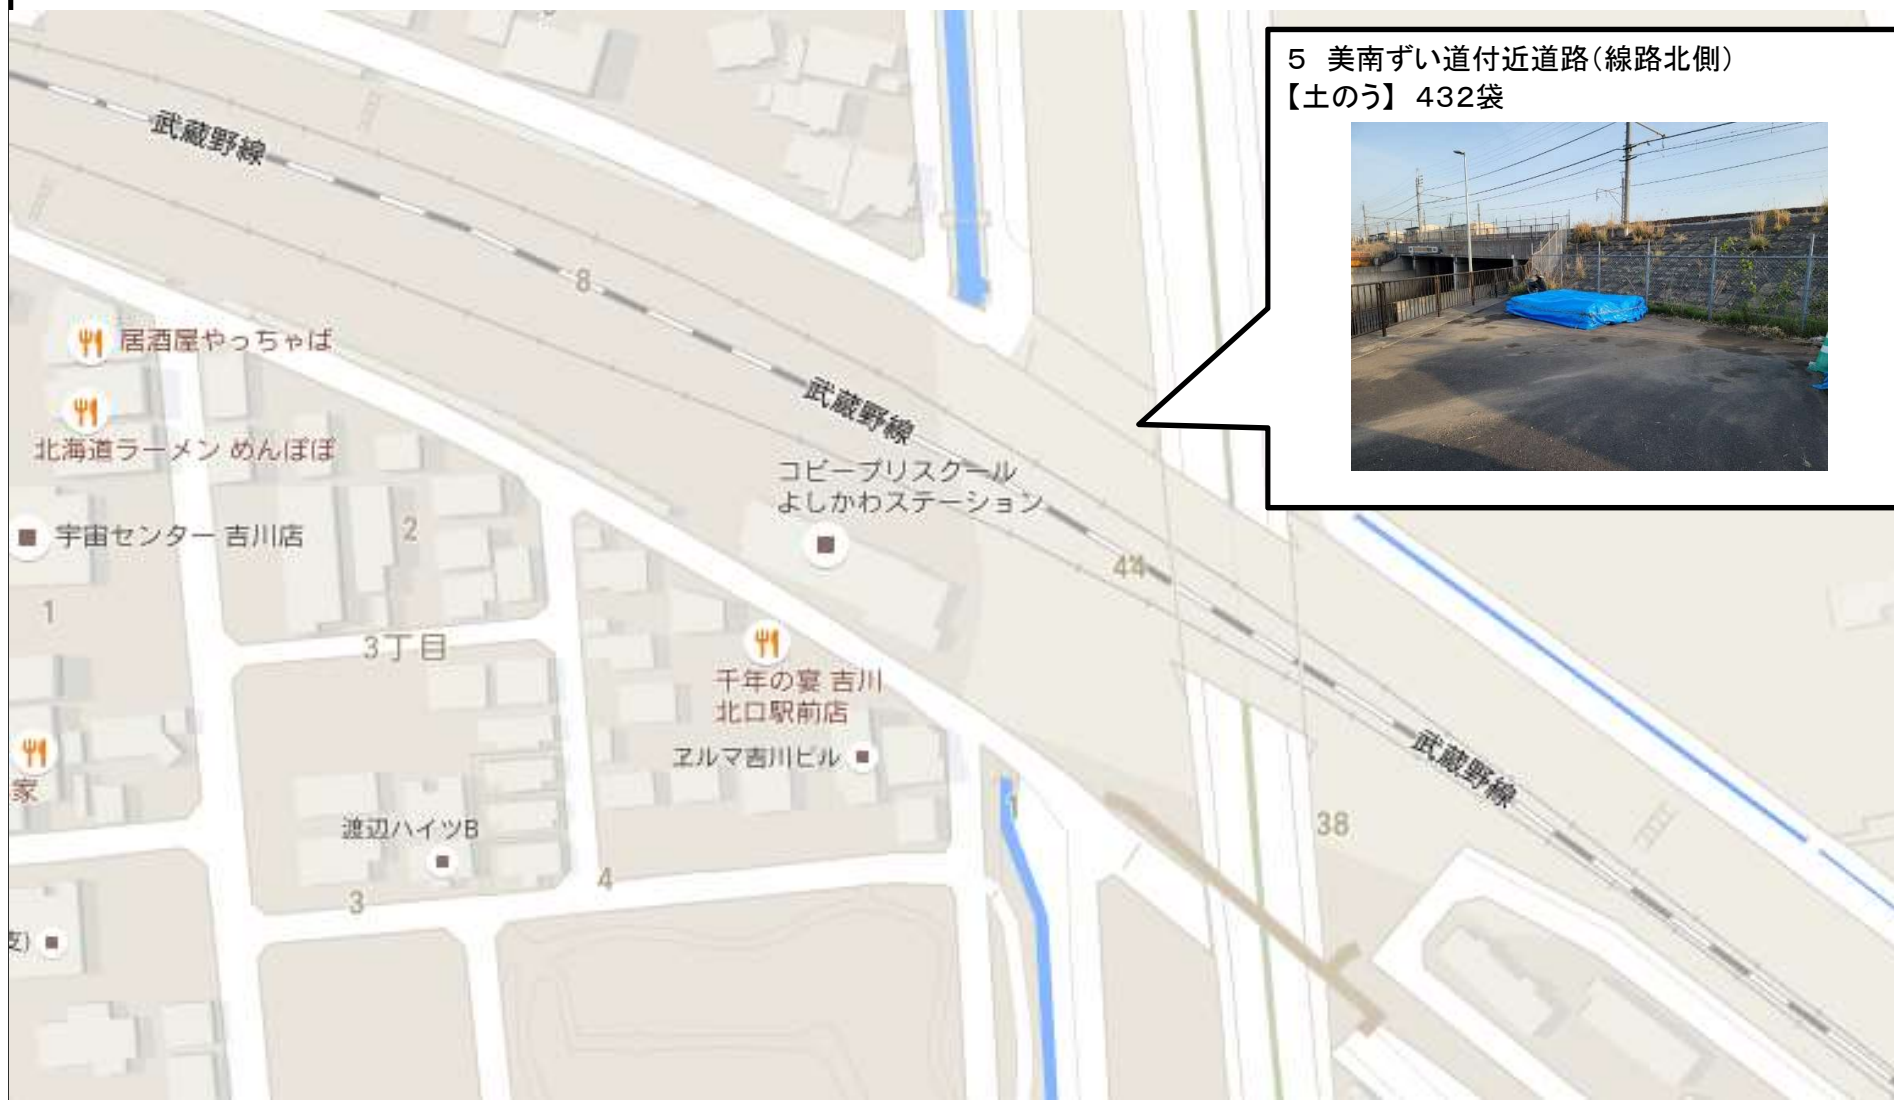 5 美南ずい道付近道路(線路北側)
【土のう】 432袋
武蔵野線
8
居酒屋やっちゃば
北海道ラーメン めんぼぼ
武蔵野線
コビープリスクール
よしかわステーション
宇宙センター 吉川店
2
1
3丁目
千年の宴 吉川
北口駅前店
ヱルマ吉川ビル
家
1
38
武蔵野線
渡辺ハイツB
3
4